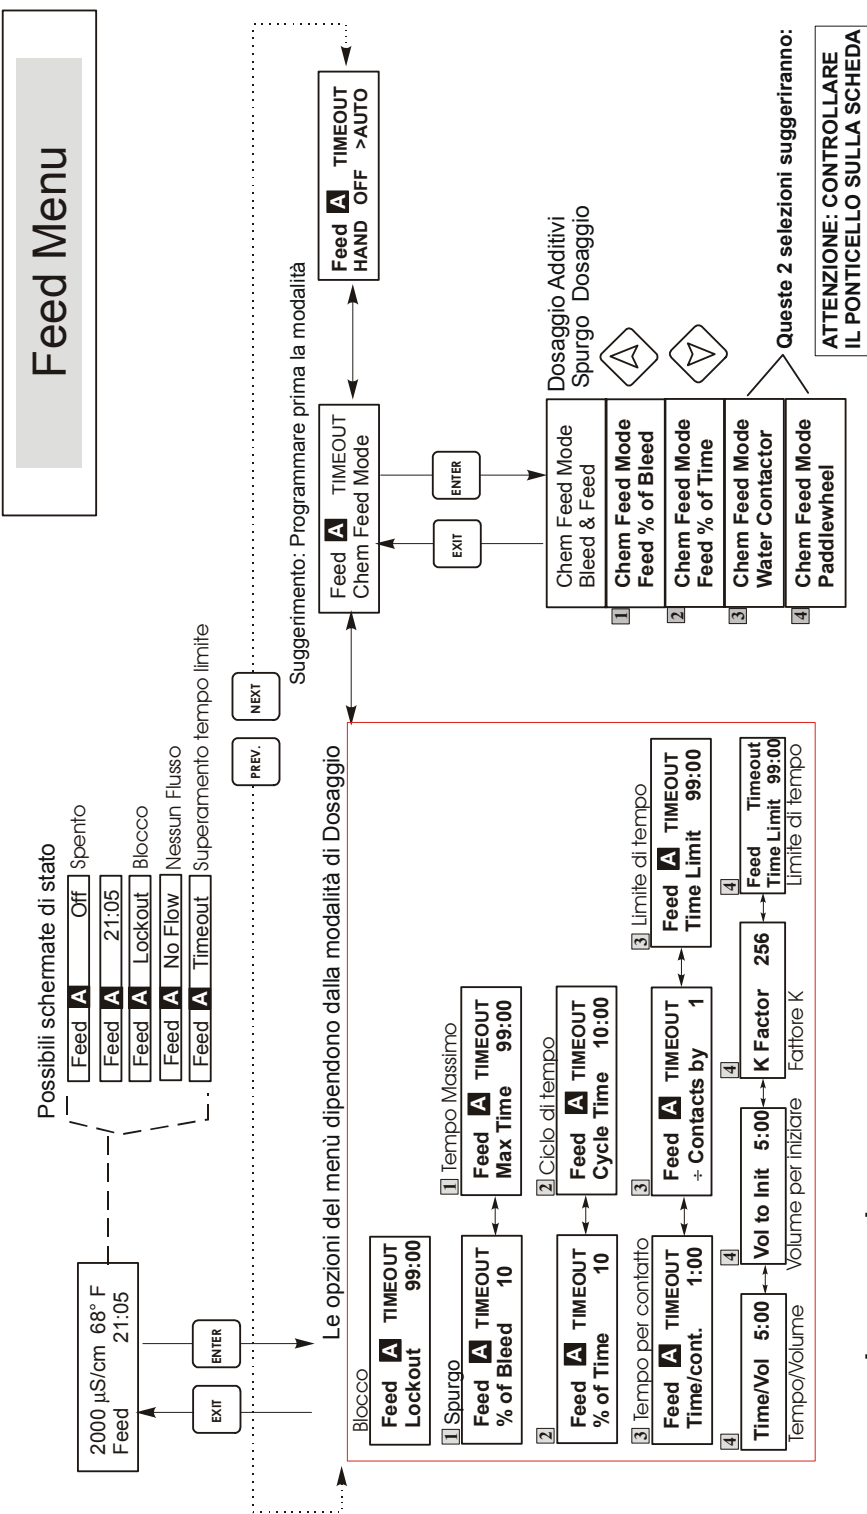 Feed Menu
2000 µS/cm 68° F
Feed 21:05
EXIT
ENTER
Possibili schermate di stato
Feed A Off
Spento
Feed A 21:05
Feed A Lockout
Blocco
Feed A No Flow
Nessun Flusso
Feed A Timeout
Superamento tempo limite
PREV.
NEXT
Le opzioni del menù dipendono dalla modalità di Dosaggio
Blocco
Feed A TIMEOUT
Lockout 99:00
1 Spurgo
Feed A TIMEOUT
% of Bleed 10
1 Tempo Massimo
Feed A TIMEOUT
Max Time 99:00
2
Feed A TIMEOUT
% of Time 10
2 Ciclo di tempo
Feed A TIMEOUT
Cycle Time 10:00
3 Tempo per contatto
Feed A TIMEOUT
Time/cont. 1:00
3
Feed A TIMEOUT
÷ Contacts by 1
3 Limite di tempo
Feed A TIMEOUT
Time Limit 99:00
4
Time/Vol 5:00
Tempo/Volume
4
Vol to Init 5:00
Volume per iniziare
4
K Factor 256
Fattore K
4
Feed Timeout
Time Limit 99:00
Limite di tempo
Suggerimento: Programmare prima la modalità
Feed A TIMEOUT
Chem Feed Mode
Feed A TIMEOUT
HAND OFF >AUTO
EXIT
ENTER
Dosaggio Additivi
Spurgo Dosaggio
Chem Feed Mode
Bleed & Feed
1 Chem Feed Mode
Feed % of Bleed
2 Chem Feed Mode
Feed % of Time
3 Chem Feed Mode
Water Contactor
4 Chem Feed Mode
Paddlewheel
Queste 2 selezioni suggeriranno:
ATTENZIONE: CONTROLLARE
IL PONTICELLO SULLA SCHEDA